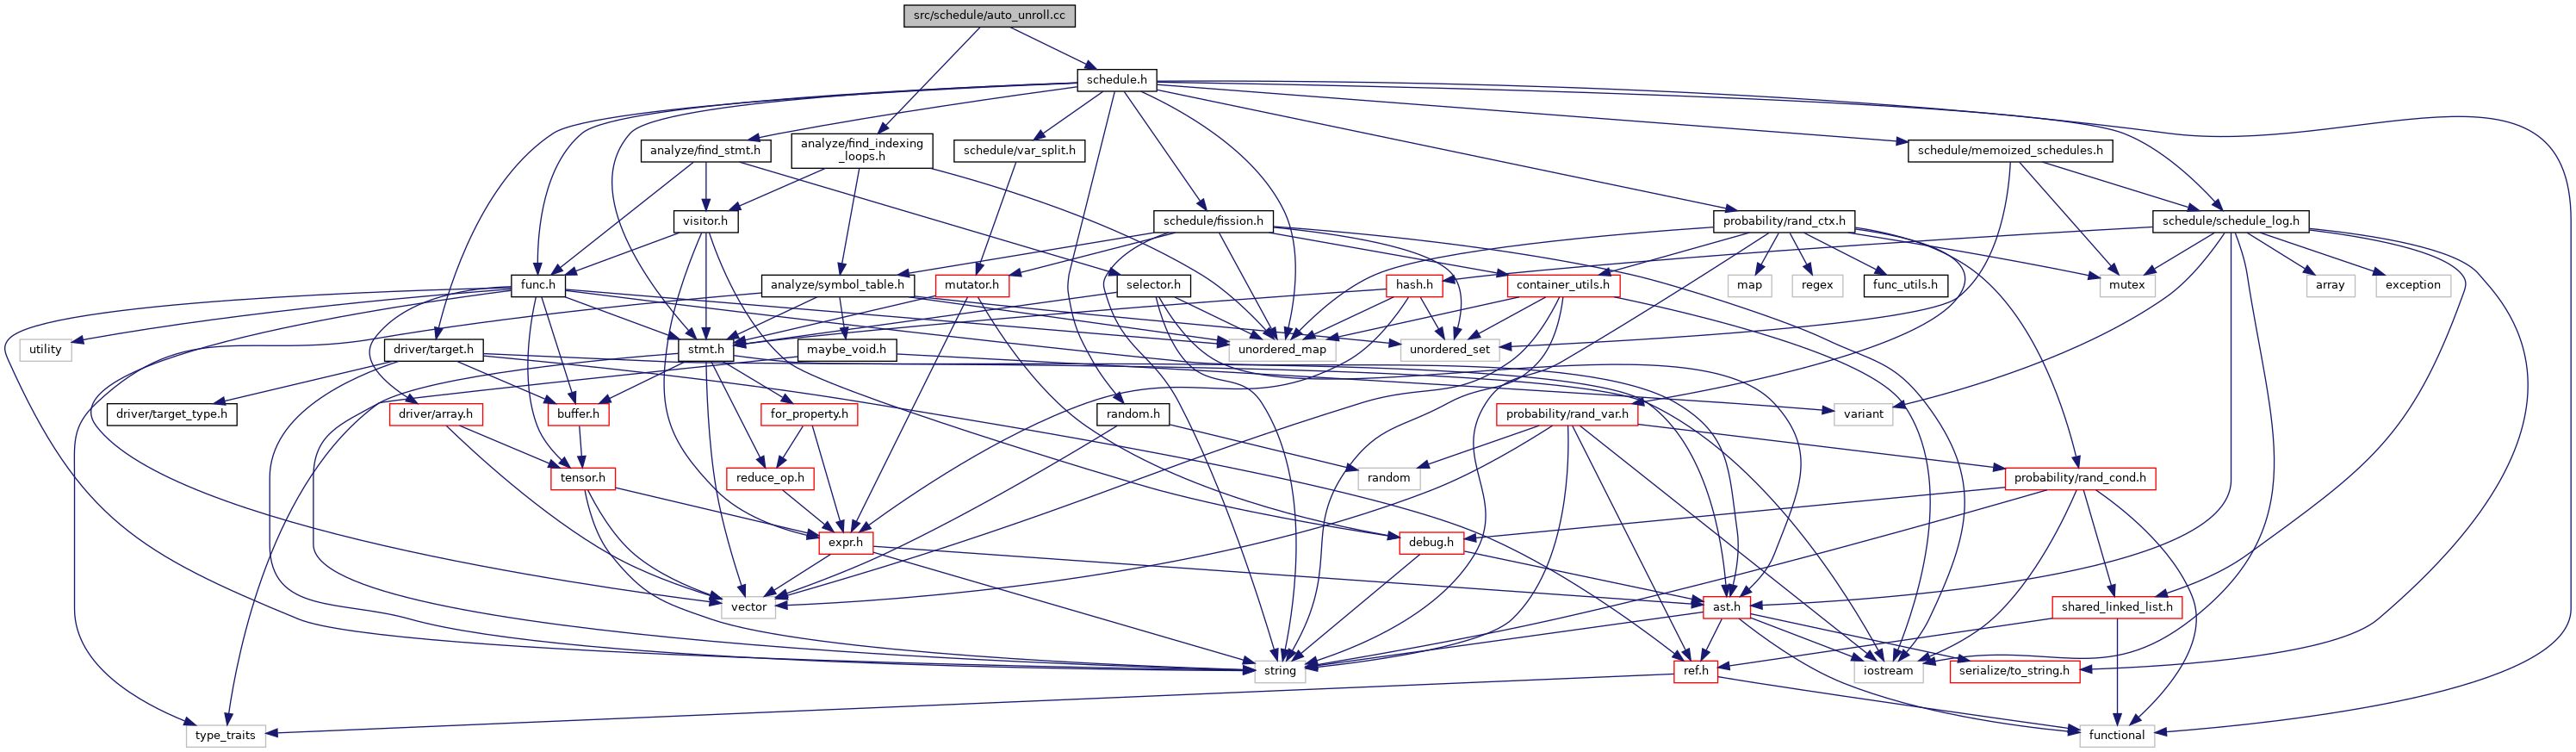 src/schedule/auto_unroll.cc
schedule.h
analyze/find_stmt.h
analyze/find_indexing
_loops.h
schedule/var_split.h
schedule/memoized_schedules.h
visitor.h
schedule/fission.h
probability/rand_ctx.h
schedule/schedule_log.h
func.h
analyze/symbol_table.h
mutator.h
selector.h
hash.h
container_utils.h
map
regex
func_utils.h
mutex
array
exception
utility
driver/target.h
stmt.h
maybe_void.h
unordered_map
unordered_set
driver/target_type.h
driver/array.h
buffer.h
for_property.h
random.h
probability/rand_var.h
variant
tensor.h
reduce_op.h
random
probability/rand_cond.h
expr.h
debug.h
vector
ast.h
shared_linked_list.h
string
ref.h
iostream
serialize/to_string.h
type_traits
functional